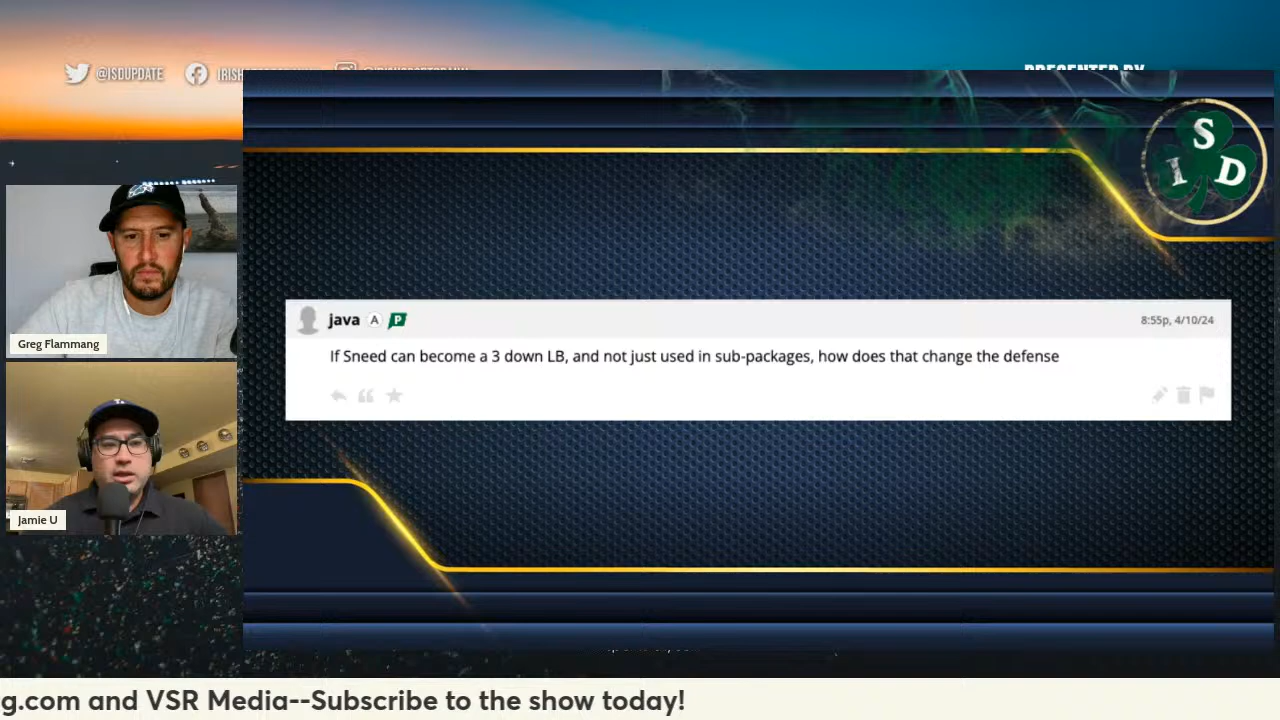 @ISDUPDATE
PRESENTED BY
I S D
Greg Flammang
java A P
8:55p, 4/10/24
If Sneed can become a 3 down LB, and not just used in sub-packages, how does that change the defense
Jamie U
g.com and VSR Media--Subscribe to the show today!